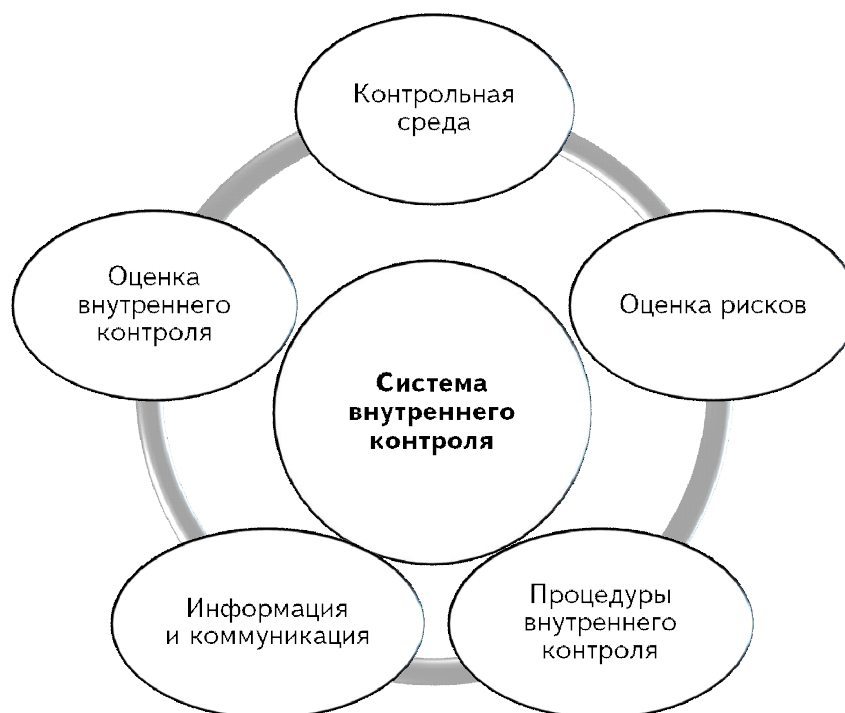 Контрольная
среда
Оценка рисков
Процедуры
внутреннего
контроля
Информация
и коммуникация
Оценка
внутреннего
контроля
Система
внутреннего
контроля